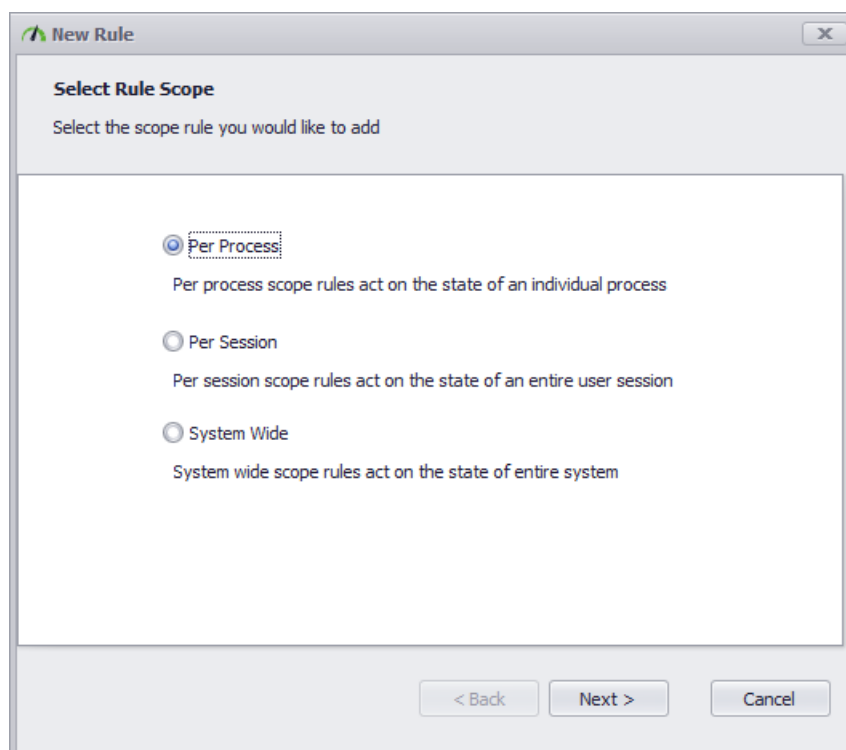 New Rule
Select Rule Scope
Select the scope rule you would like to add
Per Process
Per process scope rules act on the state of an individual process
Per Session
Per session scope rules act on the state of an entire user session
System Wide
System wide scope rules act on the state of entire system
< Back Next > Cancel